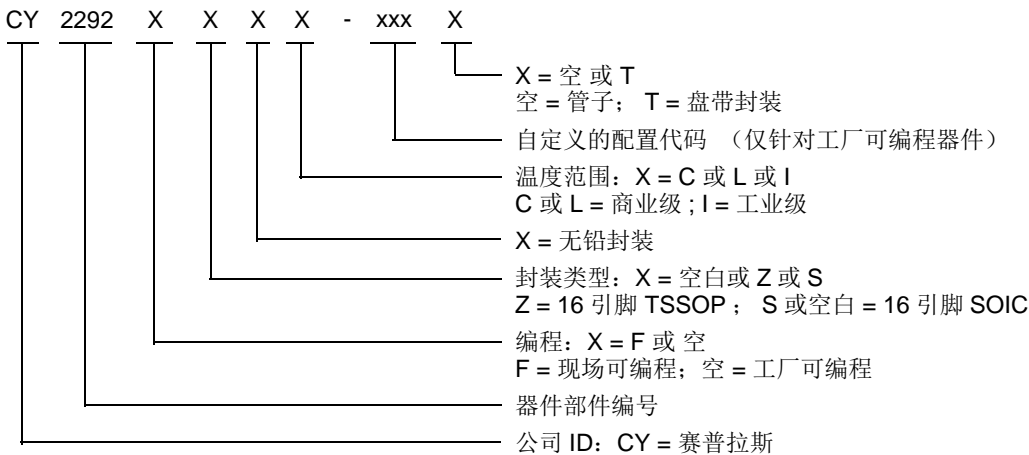 CY 2292 X X X X - xxx X
X = 空 或 T
空 = 管子； T = 盘带封装
自定义的配置代码 （仅针对工厂可编程器件）
温度范围：X = C 或 L 或 I
C 或 L = 商业级 ; I = 工业级
X = 无铅封装
封装类型：X = 空白或 Z 或 S
Z = 16 引脚 TSSOP ； S 或空白 = 16 引脚 SOIC
编程：X = F 或 空
F = 现场可编程；空 = 工厂可编程
器件部件编号
公司 ID：CY = 赛普拉斯